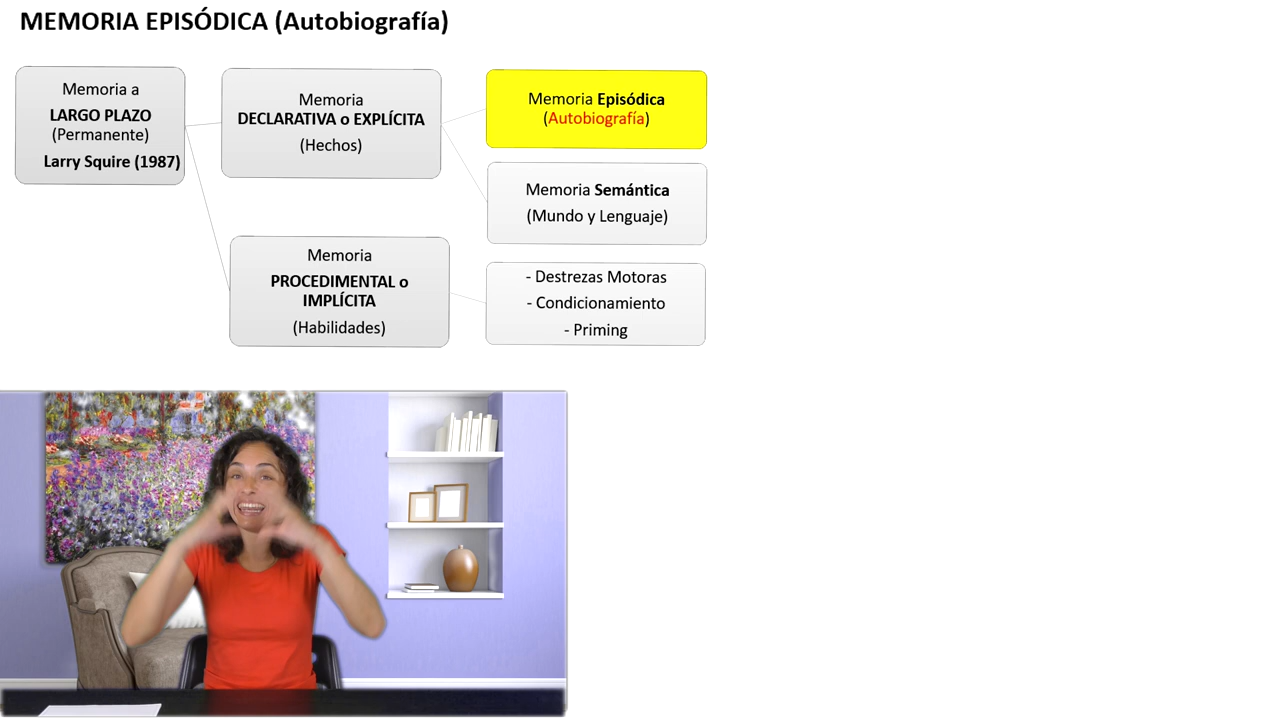 MEMORIA EPISÓDICA (Autobiografía)
Memoria a
LARGO PLAZO
(Permanente)
Larry Squire (1987)
Memoria
DECLARATIVA o EXPLÍCITA
(Hechos)
Memoria Episódica
(Autobiografía)
Memoria Semántica
(Mundo y Lenguaje)
Memoria
PROCEDIMENTAL o
IMPLÍCITA
(Habilidades)
- Destrezas Motoras
- Condicionamiento
- Priming